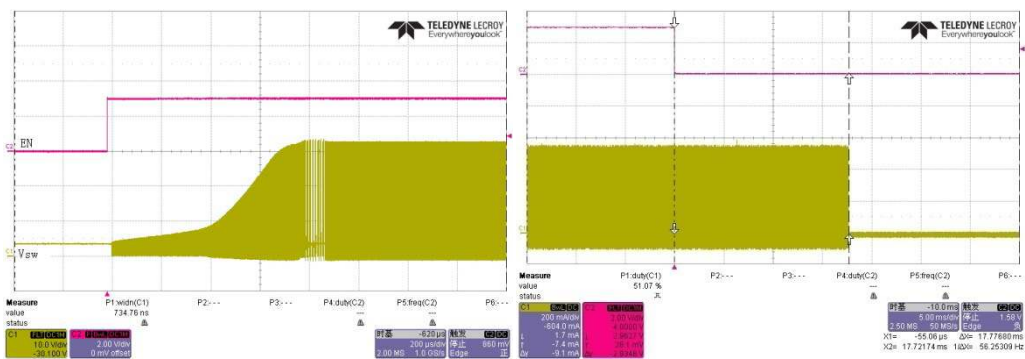 TELEDYNE LECROY
Everywhereyoulook
C2
EN
C1
Vsw
Measure P1:widn(C1) P2:--- P3:--- P4:duty(C2) P5:freq(C2) P6:---
value 734.76 ns --- ---
status
C1 C2
10.0 V/div 2.00 V/div
-30.100 V 0 mV offset
时基 -620 µs 触发 C2 DC
200 µs/div 停止 860 mV
2.00 MS 1.0 GS/s Edge 正
TELEDYNE LECROY
Everywhereyoulook
C2
C1
Measure P1:duty(C1) P2:--- P3:--- P4:duty(C2) P5:freq(C2) P6:---
value 51.07 % --- ---
status
C1 C2
200 mA/div 2.00 V/div
-604.0 mA 4.0000 V
1.7 mA
-7.4 mA 28.1 mV
-9.1 mA
时基 -10.0 ms 触发 C2 DC
5.00 ms/div 停止 1.58 V
2.50 MS 50 MS/s Edge 负
X1= -55.06 µs ΔX= 17.77680 ms
X2= 17.72174 ms 1/ΔX= 56.25309 Hz